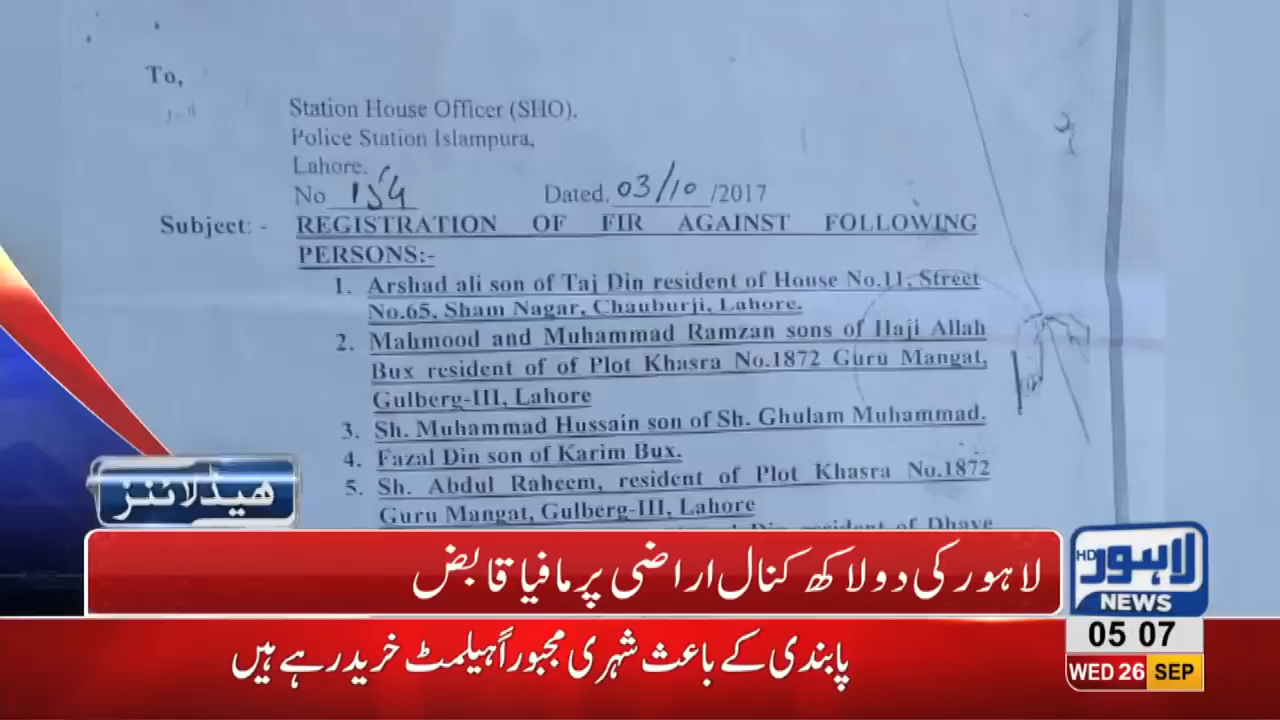 To,
Station House Officer (SHO).
Police Station Islampura,
Lahore.
No 154 Dated. 03/10 /2017
Subject: - REGISTRATION OF FIR AGAINST FOLLOWING
PERSONS:-
1. Arshad ali son of Taj Din resident of House No.11, Street
No.65, Sham Nagar, Chauburji, Lahore.
2. Mahmood and Muhammad Ramzan sons of Haji Allah
Bux resident of of Plot Khasra No.1872 Guru Mangat,
Gulberg-III, Lahore
3. Sh. Muhammad Hussain son of Sh. Ghulam Muhammad.
4. Fazal Din son of Karim Bux.
5. Sh. Abdul Raheem, resident of Plot Khasra No.1872
Guru Mangat, Gulberg-III, Lahore
Din resident of Dhaye
ہیڈلائنز
لاہور کی دو لاکھ کنال اراضی پر مافیا قابض
پابندی کے باعث شہری مجبوراً ہیلمٹ خرید رہے ہیں
لاہور HD
NEWS
05 07
WED 26 SEP